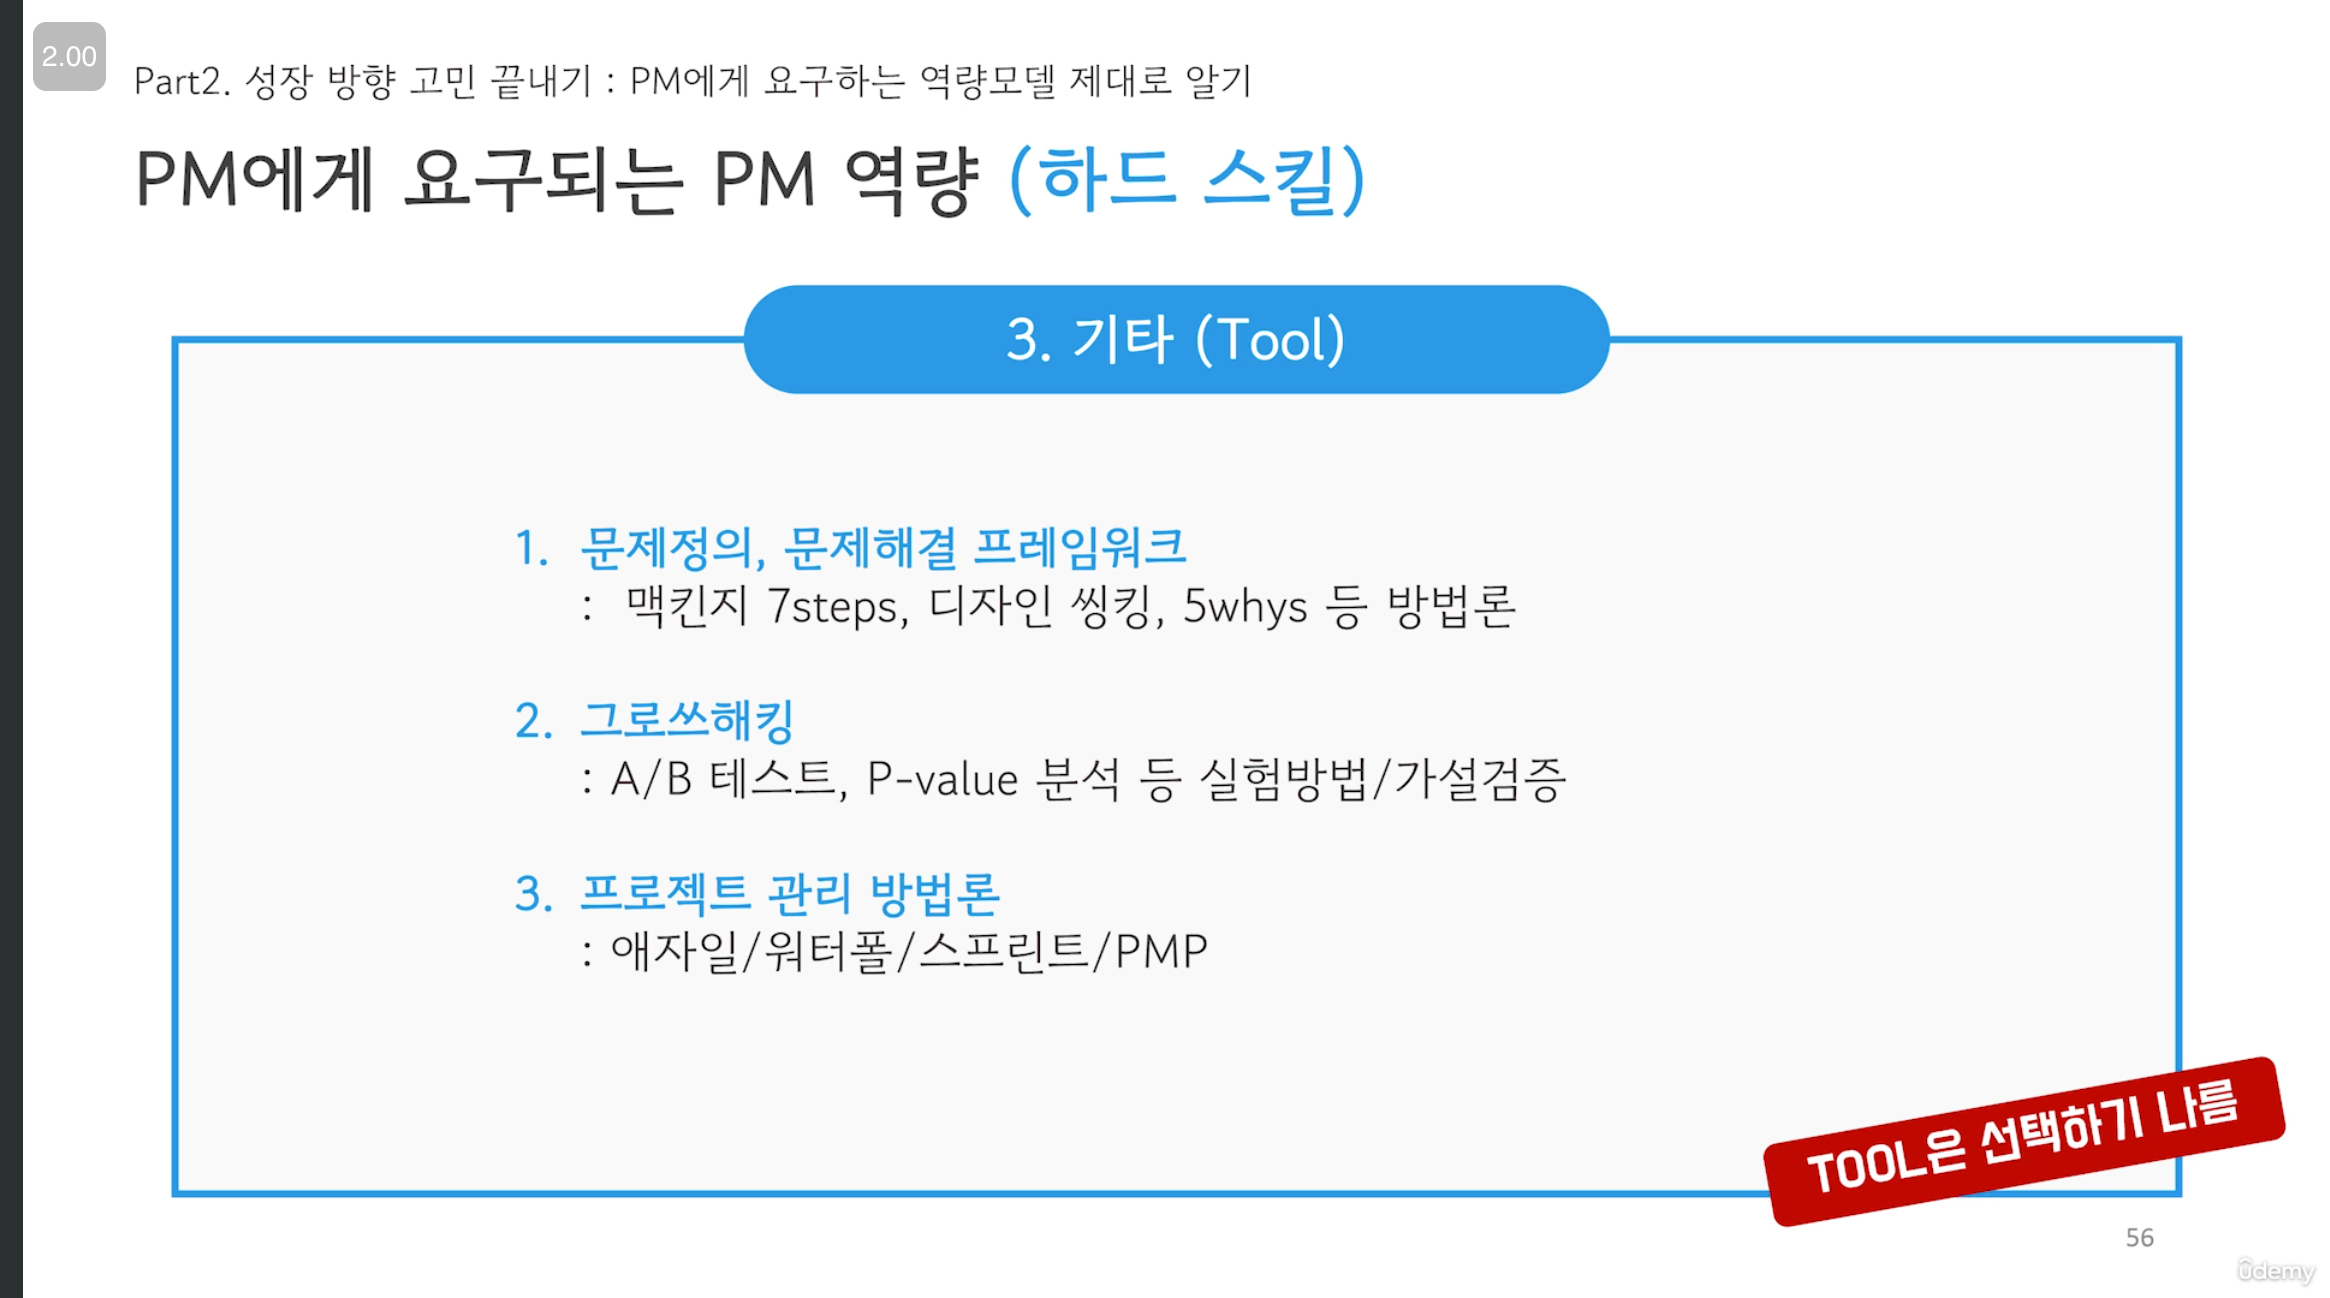 2.00
Part2. 성장 방향 고민 끝내기 : PM에게 요구하는 역량모델 제대로 알기
PM에게 요구되는 PM 역량 (하드 스킬)
3. 기타 (Tool)
1. 문제정의, 문제해결 프레임워크
: 맥킨지 7steps, 디자인 씽킹, 5whys 등 방법론
2. 그로쓰해킹
: A/B 테스트, P-value 분석 등 실험방법/가설검증
3. 프로젝트 관리 방법론
: 애자일/워터폴/스프린트/PMP
TOOL은 선택하기 나름
56
ûdemy